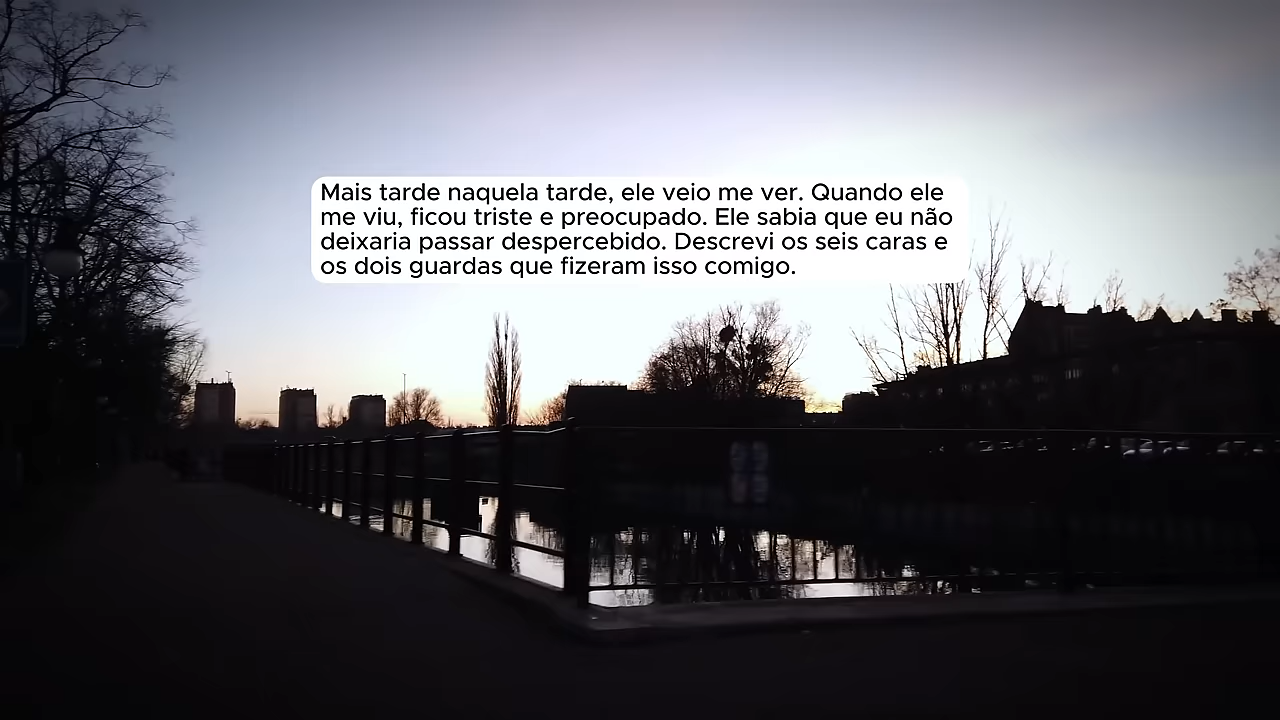 Mais tarde naquela tarde, ele veio me ver. Quando ele
me viu, ficou triste e preocupado. Ele sabia que eu não
deixaria passar despercebido. Descrevi os seis caras e
os dois guardas que fizeram isso comigo.